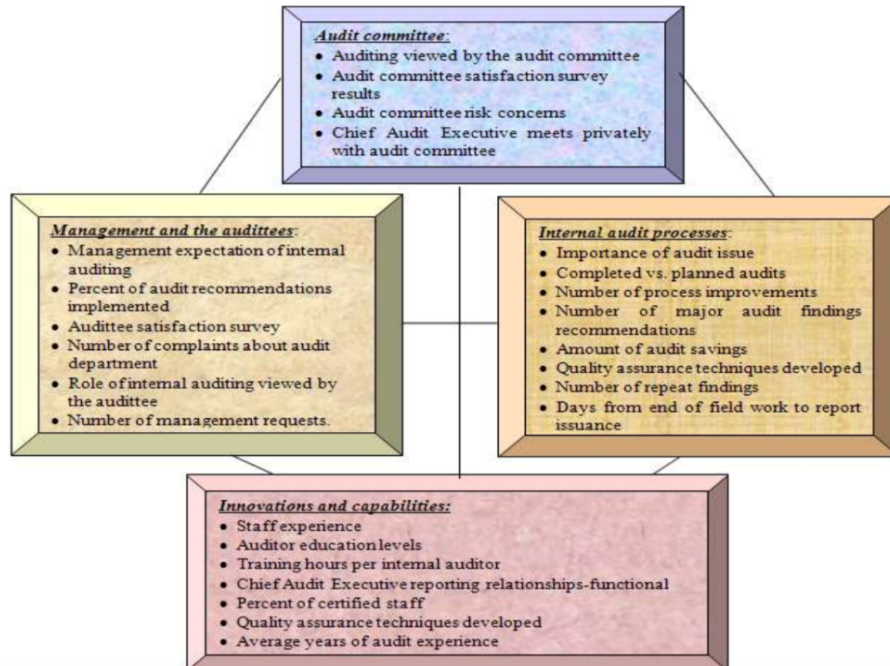 Audit committee:
• Auditing viewed by the audit committee
• Audit committee satisfaction survey
results
• Audit committee risk concerns
• Chief Audit Executive meets privately
with audit committee
Management and the audittees:
• Management expectation of internal
auditing
• Percent of audit recommendations
implemented
• Audittee satisfaction survey
• Number of complaints about audit
department
• Role of internal auditing viewed by
the audittee
• Number of management requests.
Internal audit processes:
• Importance of audit issue
• Completed vs. planned audits
• Number of process improvements
• Number of major audit findings
recommendations
• Amount of audit savings
• Quality assurance techniques developed
• Number of repeat findings
• Days from end of field work to report
issuance
Innovations and capabilities:
• Staff experience
• Auditor education levels
• Training hours per internal auditor
• Chief Audit Executive reporting relationships-functional
• Percent of certified staff
• Quality assurance techniques developed
• Average years of audit experience